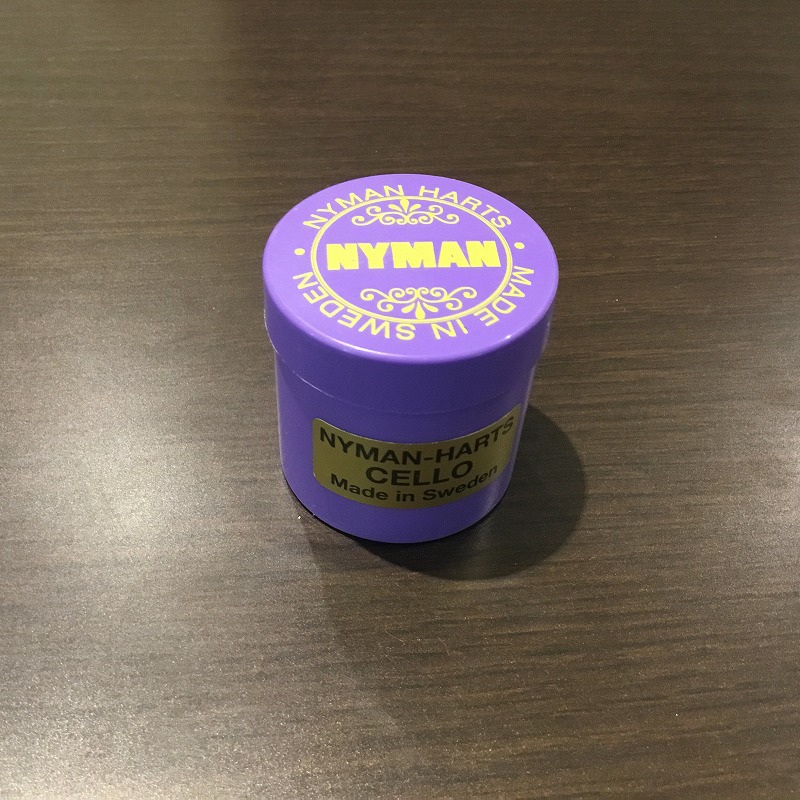 NYMAN HARTS
NYMAN
• MADE IN SWEDEN •
NYMAN-HARTS
CELLO
Made in Sweden